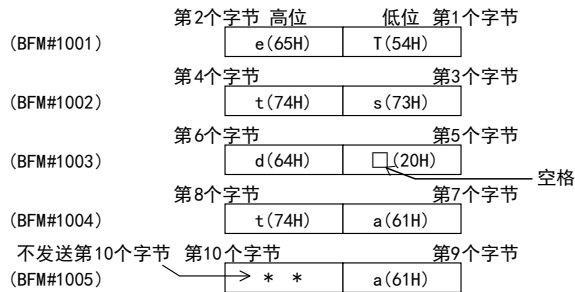 第2个字节 高位 低位 第1个字节
(BFM#1001) e(65H) T(54H)
第4个字节 第3个字节
(BFM#1002) t(74H) s(73H)
第6个字节 第5个字节
(BFM#1003) d(64H) □(20H)
空格
第8个字节 第7个字节
(BFM#1004) t(74H) a(61H)
不发送第10个字节 第10个字节 第9个字节
(BFM#1005) * * a(61H)